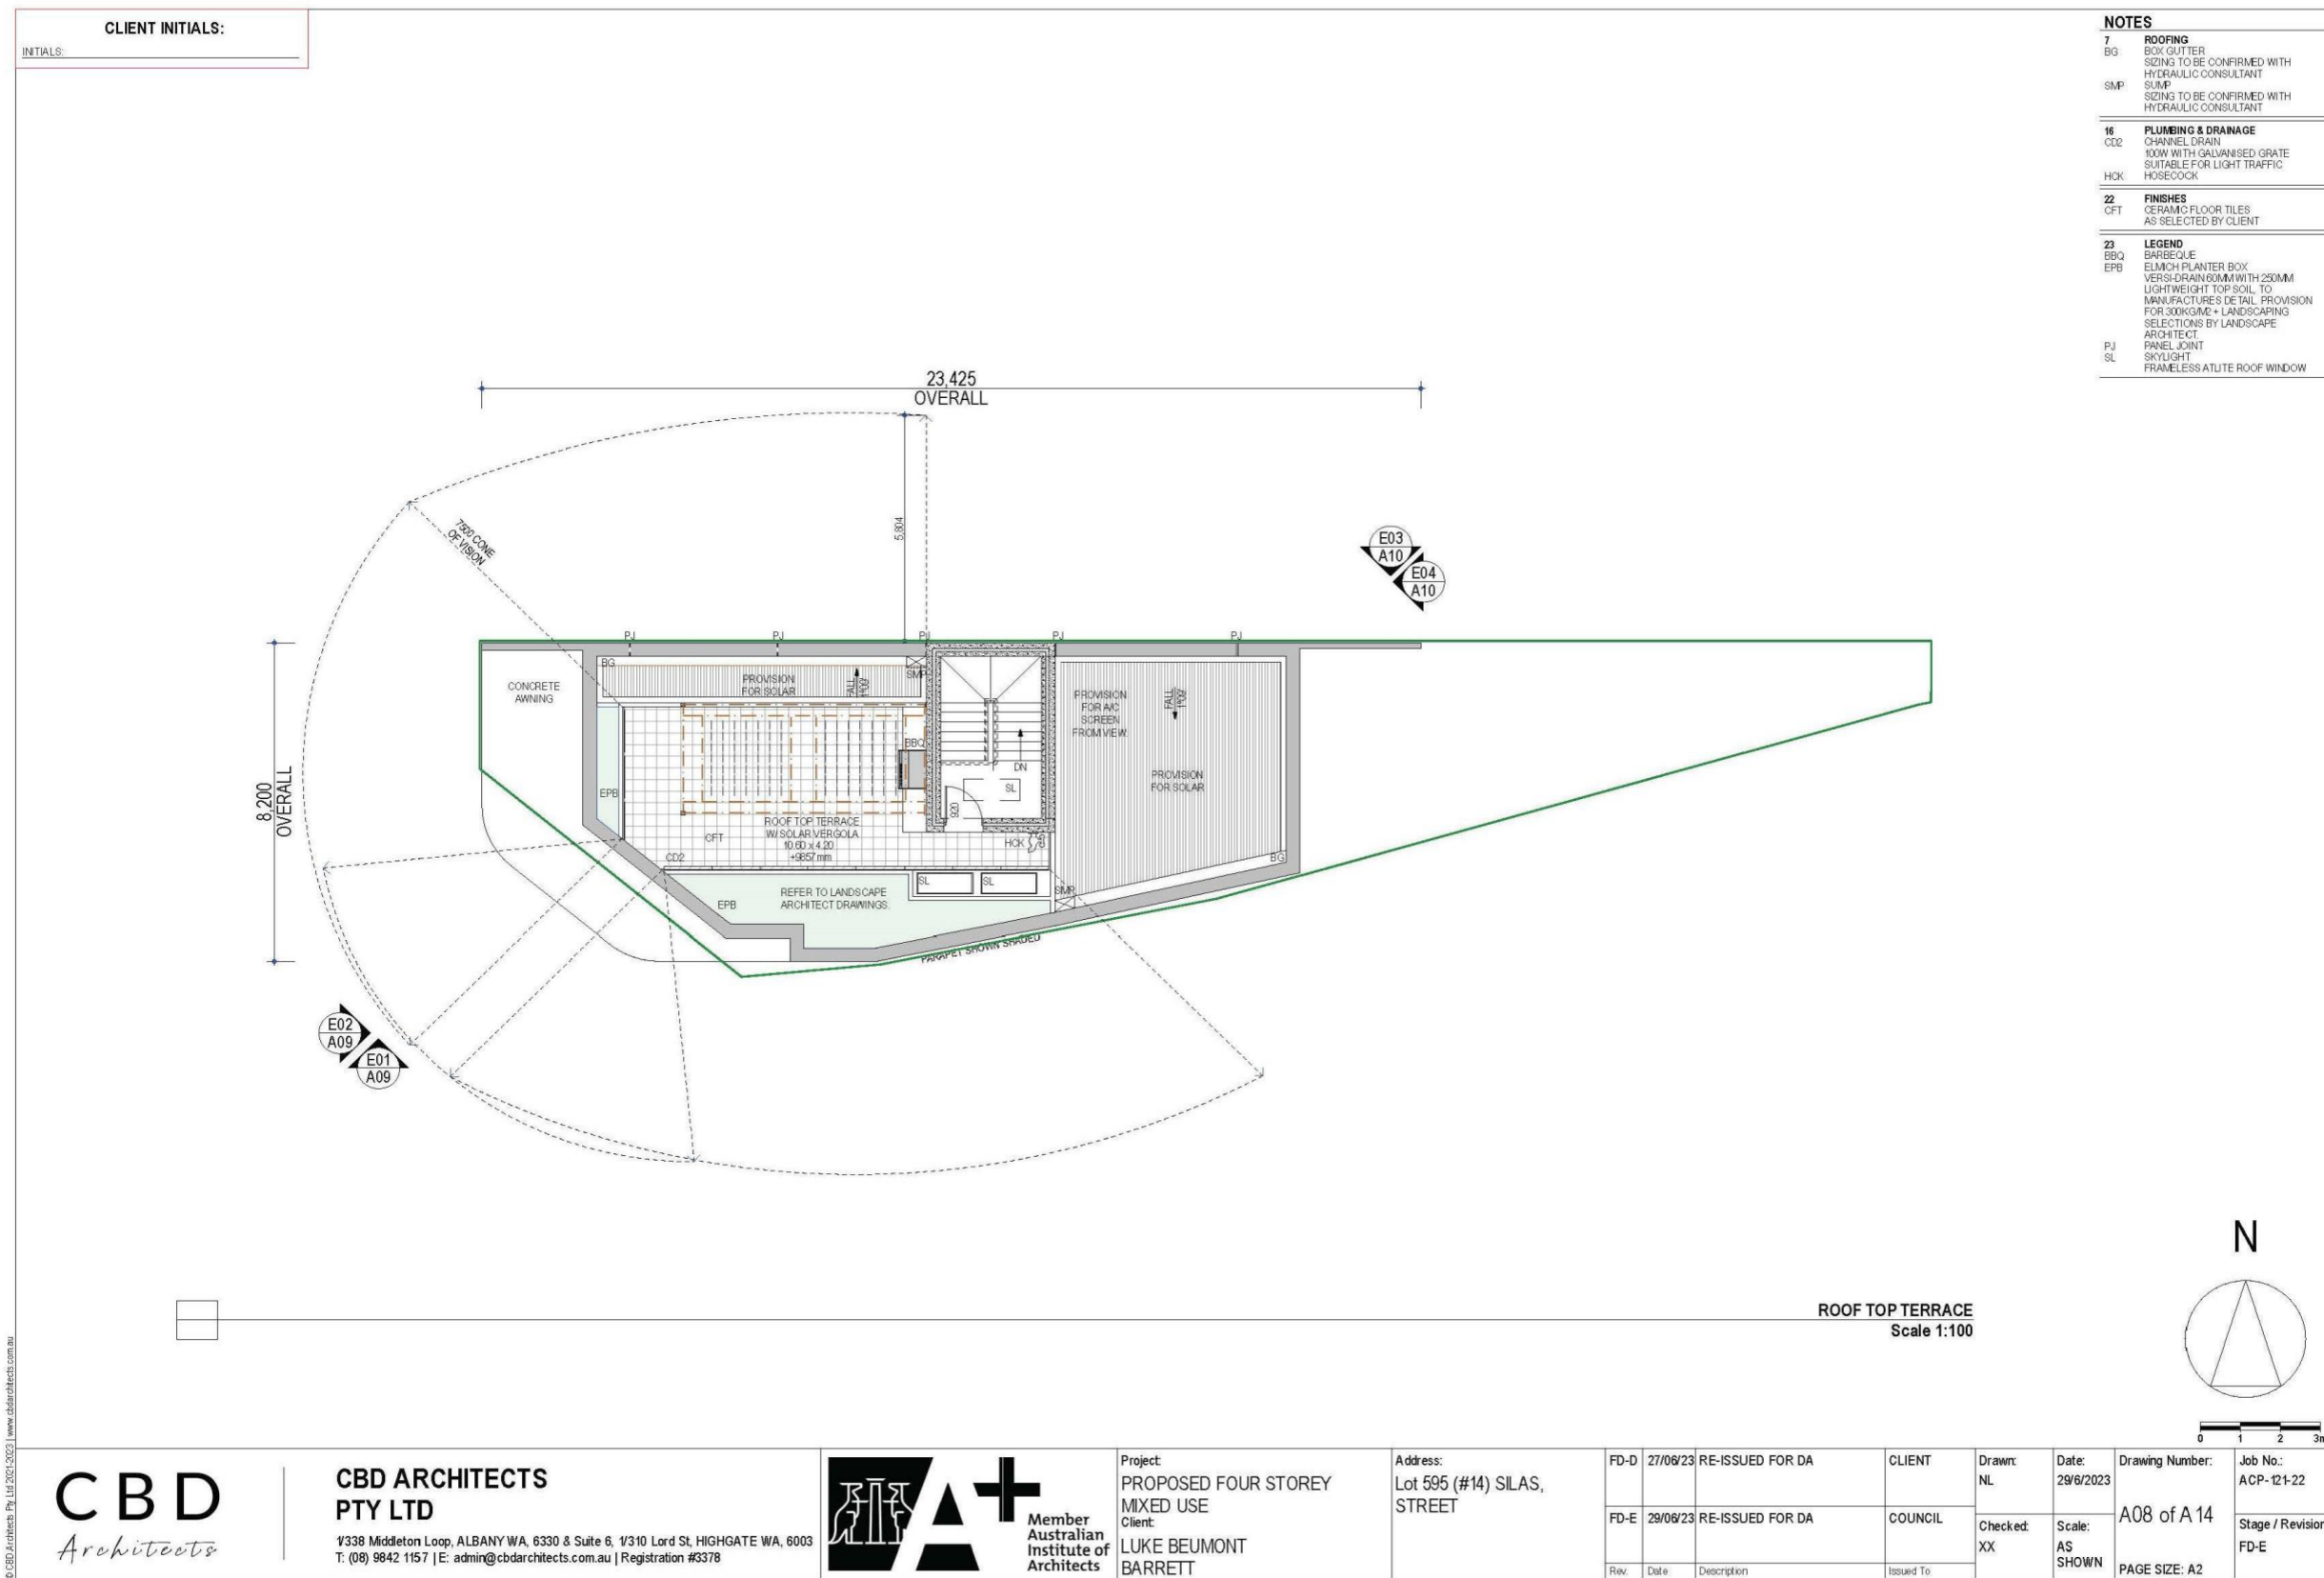 CLIENT INITIALS:
INITIALS:
NOTES
7 ROOFING
BG BOX GUTTER
SIZING TO BE CONFIRMED WITH
HYDRAULIC CONSULTANT
SMP SUMP
SIZING TO BE CONFIRMED WITH
HYDRAULIC CONSULTANT
16 PLUMBING & DRAINAGE
CD2 CHANNEL DRAIN
100W WITH GALVANISED GRATE
SUITABLE FOR LIGHT TRAFFIC
HCK HOSECOCK
22 FINISHES
CFT CERAMIC FLOOR TILES
AS SELECTED BY CLIENT
23 LEGEND
BBQ BARBEQUE
EPB ELMICH PLANTER BOX
VERSI-DRAIN 60MM WITH 250MM
LIGHTWEIGHT TOP SOIL, TO
MANUFACTURES DETAIL. PROVISION
FOR 300KG/M2 + LANDSCAPING
SELECTIONS BY LANDSCAPE
ARCHITECT.
PJ PANEL JOINT
SL SKYLIGHT
FRAMELESS ATLITE ROOF WINDOW
23,425
OVERALL
7500 CONE
OF VISION
5,804
E03
A10
E04
A10
PJ
PJ
PJ
PJ
PJ
8,200
OVERALL
CONCRETE
AWNING
BG
PROVISION
FOR SOLAR
FALL
SMP
PROVISION
FOR A/C
SCREEN
FROM VIEW.
FALL
BBQ
DN
SL
PROVISION
FOR SOLAR
EPB
920
ROOF TOP TERRACE
W/ SOLAR VERGOLA
10.60 x 4.20
+9857 mm
CFT
CD2
HCK
BG
SL
SL
SMP
REFER TO LANDSCAPE
ARCHITECT DRAWINGS.
EPB
PARAPET SHOWN SHADED
E02
A09
E01
A09
N
ROOF TOP TERRACE
Scale 1:100
0 1 2 3m
© CBD Architects Pty Ltd 2021-2023 | www.cbdarchitects.com.au
CBD
Architects
CBD ARCHITECTS
PTY LTD
1/338 Middleton Loop, ALBANY WA, 6330 & Suite 6, 1/310 Lord St, HIGHGATE WA, 6003
T: (08) 9842 1157 | E: admin@cbdarchitects.com.au | Registration #3378
A+
Member
Australian
Institute of
Architects
Project:
PROPOSED FOUR STOREY
MIXED USE
Client:
LUKE BEUMONT
BARRETT
Address:
Lot 595 (#14) SILAS,
STREET
FD-D 27/06/23 RE-ISSUED FOR DA CLIENT
FD-E 29/06/23 RE-ISSUED FOR DA COUNCIL
Rev. Date Description Issued To
Drawn:
NL
Checked:
XX
Date:
29/6/2023
Scale:
AS
SHOWN
Drawing Number:
A08 of A 14
PAGE SIZE: A2
Job No.:
ACP-121-22
Stage / Revision
FD-E